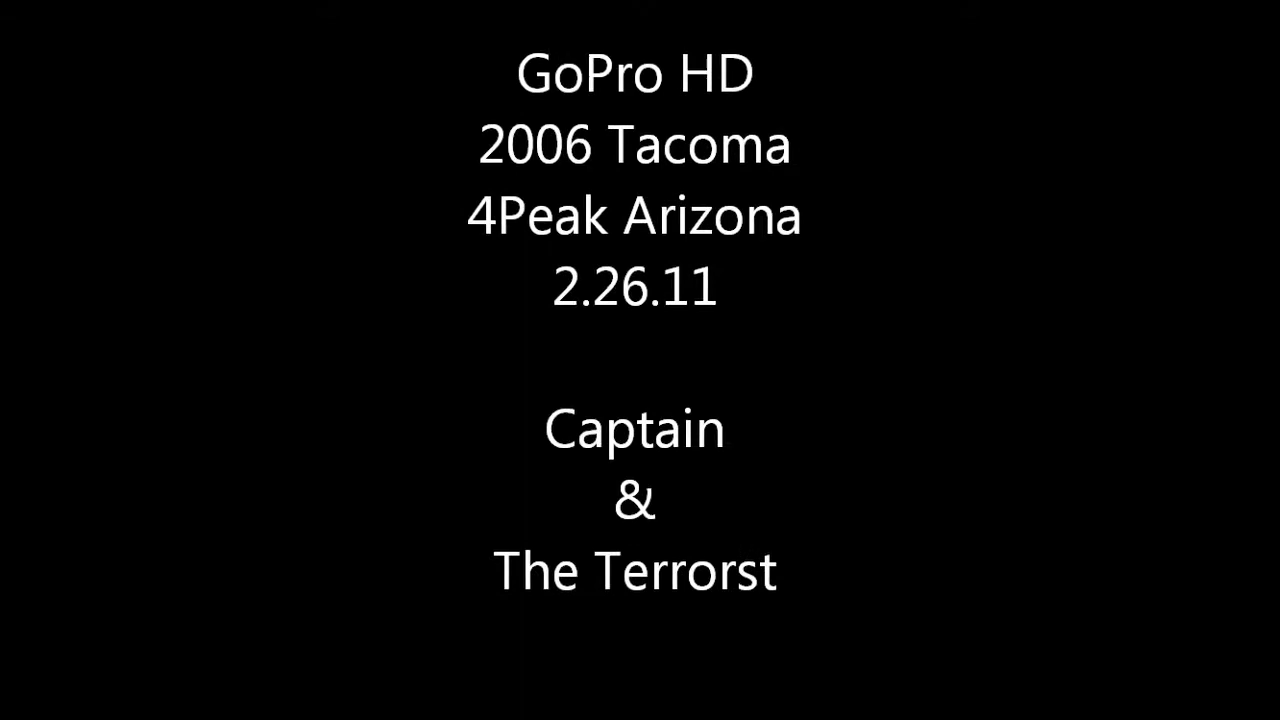 GoPro HD
2006 Tacoma
4Peak Arizona
2.26.11
Captain
&
The Terrorst